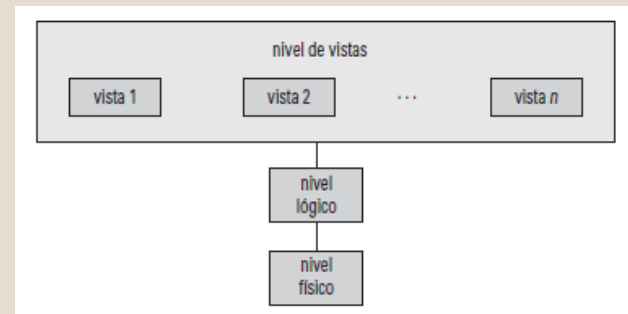 nivel de vistas
vista 1 vista 2 ... vista n
nivel
lógico
nivel
físico